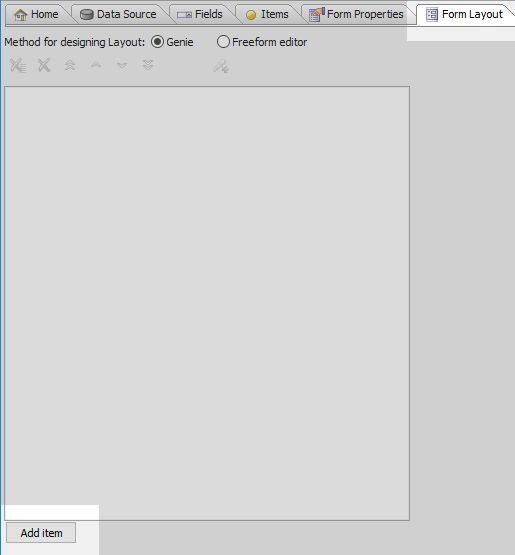 Home Data Source Fields Items Form Properties Form Layout
Method for designing Layout: Genie Freeform editor
Add item